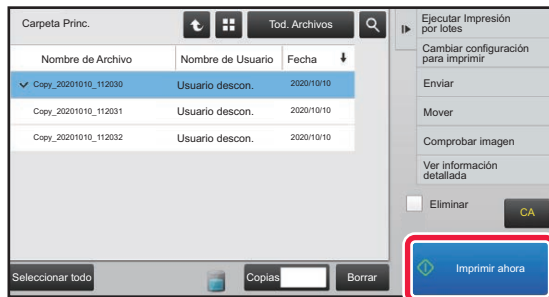 Carpeta Princ.
Tod. Archivos
Nombre de Archivo
Nombre de Usuario
Fecha
Copy_20201010_112030
Usuario descon.
2020/10/10
Copy_20201010_112031
Usuario descon.
2020/10/10
Copy_20201010_112032
Usuario descon.
2020/10/10
Seleccionar todo
Copias
Borrar
Ejecutar Impresión
por lotes
Cambiar configuración
para imprimir
Enviar
Mover
Comprobar imagen
Ver información
detallada
Eliminar
CA
Imprimir ahora